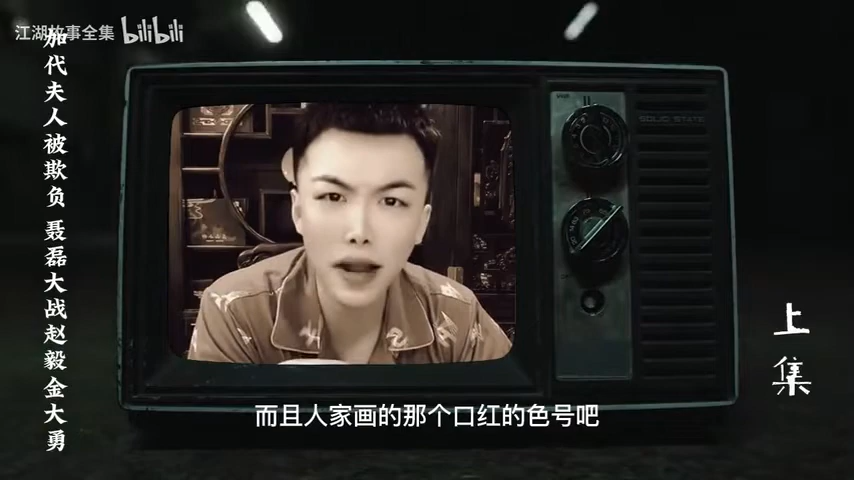 江湖故事全集 bilibili
加代夫人被欺负 聂磊大战赵毅金大勇
SOLID STATE
上集
而且人家画的那个口红的色号吧